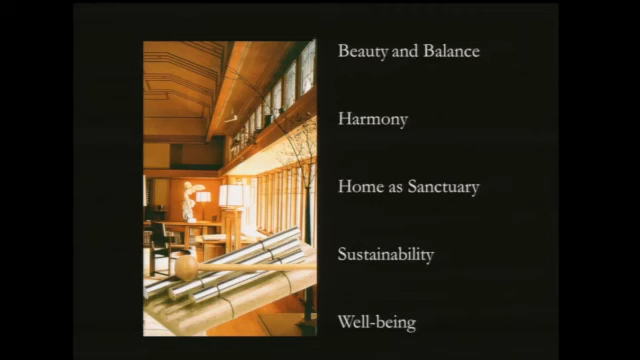 Beauty and Balance
Harmony
Home as Sanctuary
Sustainability
Well-being